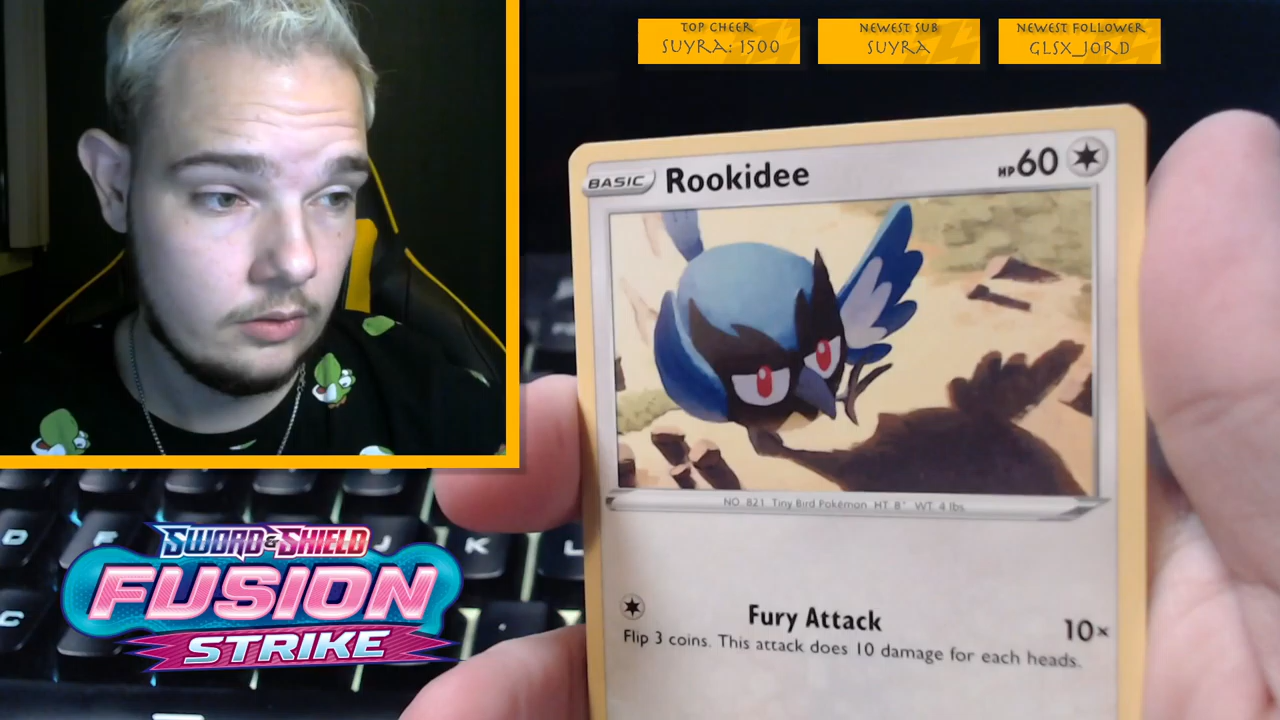 TOP CHEER
SUYRA: 1500
NEWEST SUB
SUYRA
NEWEST FOLLOWER
GLSX_JORD
BASIC
Rookidee
HP 60
NO. 821 Tiny Bird Pokémon HT: 8" WT: 4 lbs.
Fury Attack
10×
Flip 3 coins. This attack does 10 damage for each heads.
SWORD & SHIELD
FUSION
STRIKE
D
F
J
K
L
C